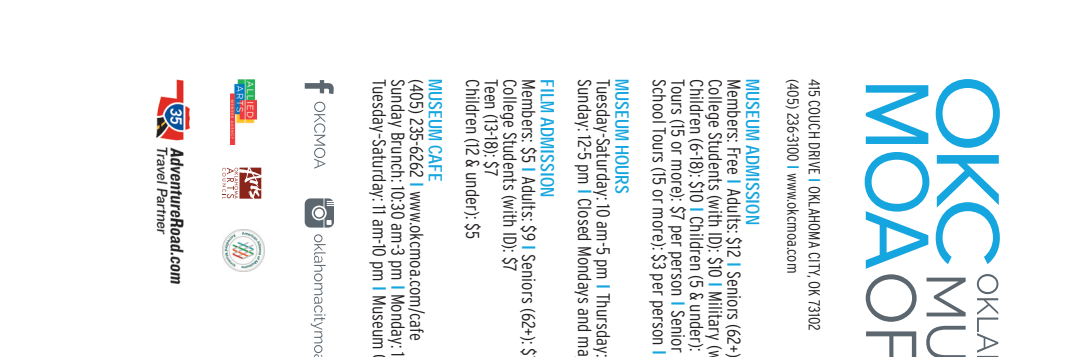 OKC OKLA
MOA MU
OF
415 COUCH DRIVE | OKLAHOMA CITY, OK 73102
(405) 236-3100 | www.okcmoa.com
MUSEUM ADMISSION
Members: Free | Adults: $12 | Seniors (62+)
College Students (with ID): $10 | Military (w
Children (6-18): $10 | Children (5 & under):
Tours (15 or more): $7 per person | Senior
School Tours (15 or more): $3 per person |
MUSEUM HOURS
Tuesday-Saturday: 10 am-5 pm | Thursday:
Sunday: 12-5 pm | Closed Mondays and ma
FILM ADMISSION
Members: $5 | Adults: $9 | Seniors (62+): $
College Students (with ID): $7
Teen (13-18): $7
Children (12 & under): $5
MUSEUM CAFE
(405) 235-6262 | www.okcmoa.com/cafe
Sunday Brunch: 10:30 am-3 pm | Monday: 1
Tuesday-Saturday: 11 am-10 pm | Museum (
f OKCMOA oklahomacitymoa
ALLIED
ARTS
Arts
OKLAHOMA
ARTS
COUNCIL
35
AdventureRoad.com
Travel Partner